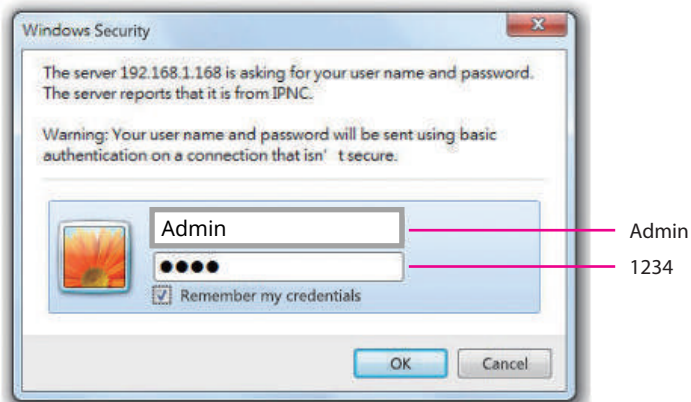 Windows Security
The server 192.168.1.168 is asking for your user name and password.
The server reports that it is from IPNC.
Warning: Your user name and password will be sent using basic
authentication on a connection that isn' t secure.
Admin
Admin
●●●●
1234
Remember my credentials
OK
Cancel